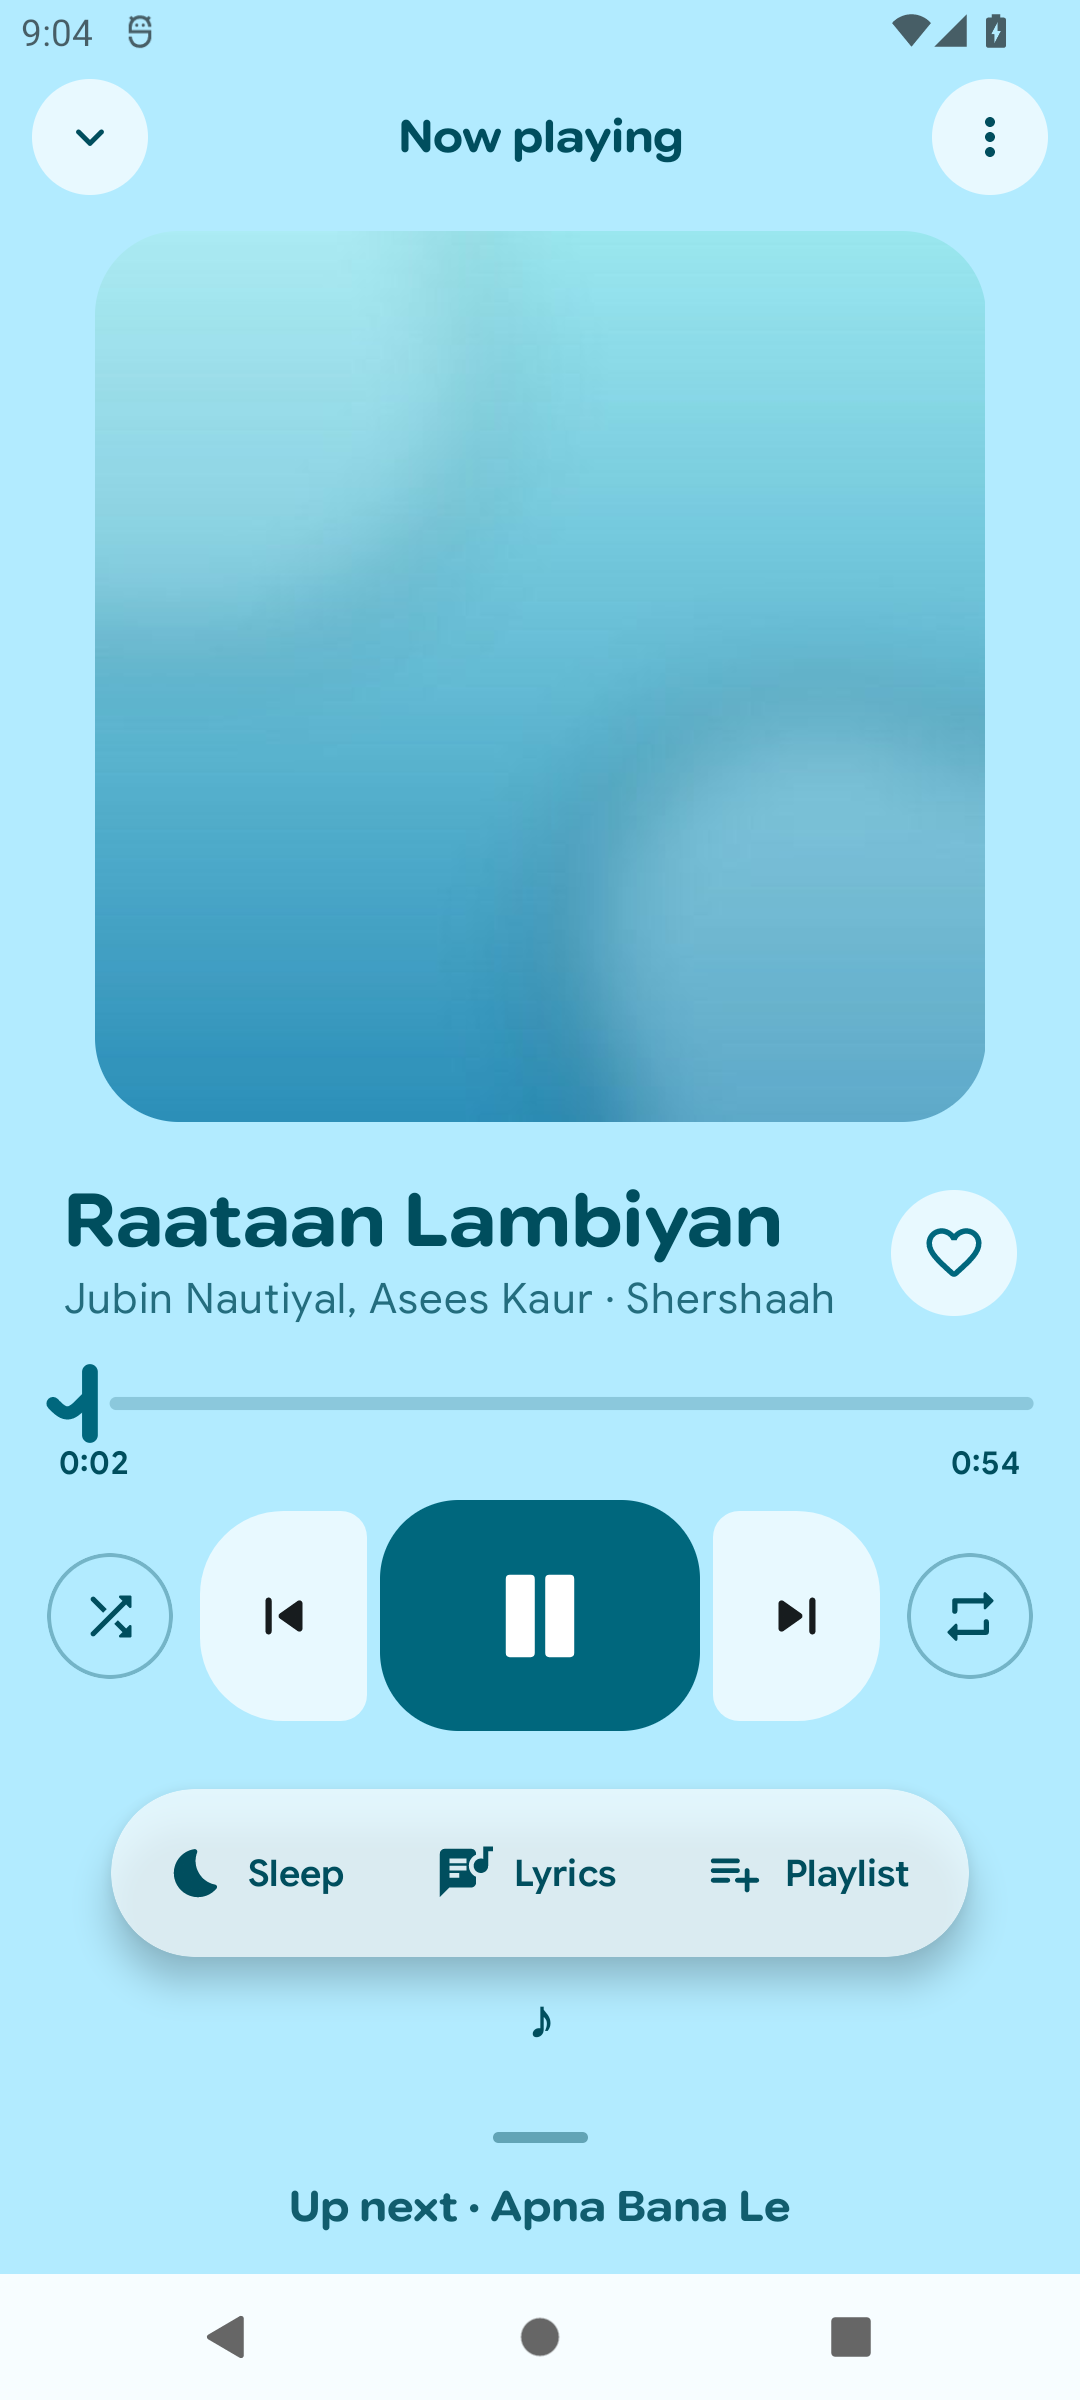 9:04
Now playing
Raataan Lambiyan
Jubin Nautiyal, Asees Kaur · Shershaah
0:02
0:54
Sleep
Lyrics
Playlist
♪
Up next · Apna Bana Le